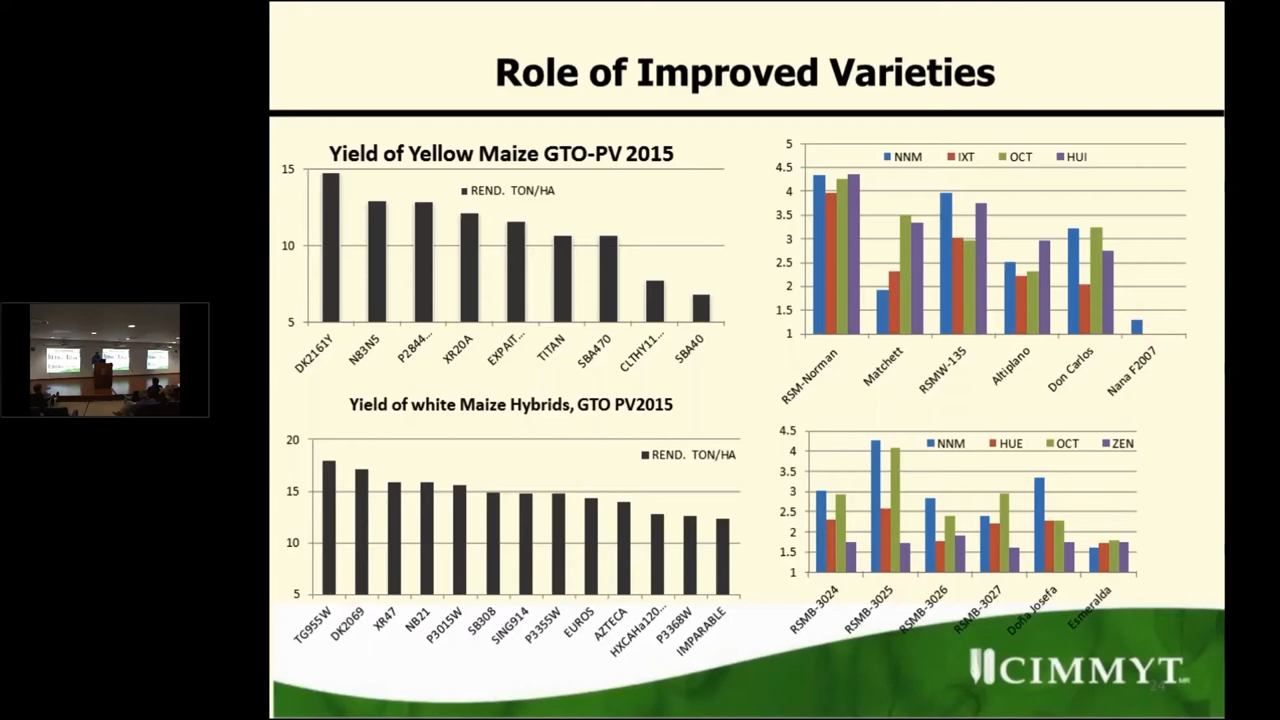 Role of Improved Varieties
Yield of Yellow Maize GTO-PV 2015
15
10
5
REND. TON/HA
DK2161Y
N83N5
P2844...
XR20A
EXPAIT...
TITAN
SBA470
CLTHY11...
SBA40
5
4.5
4
3.5
3
2.5
2
1.5
1
NNM IXT OCT HUI
RSM-Norman
Matchett
RSMW-135
Altiplano
Don Carlos
Nana F2007
Yield of white Maize Hybrids, GTO PV2015
20
15
10
5
REND. TON/HA
TG955W
DK2069
XR47
NB21
P3015W
SB308
SING914
P3355W
EUROS
AZTECA
HXCAHa120...
P3368W
IMPARABLE
4.5
4
3.5
3
2.5
2
1.5
1
NNM HUE OCT ZEN
RSMB-3024
RSMB-3025
RSMB-3026
RSMB-3027
Doña Josefa
Esmeralda
CIMMYT
24